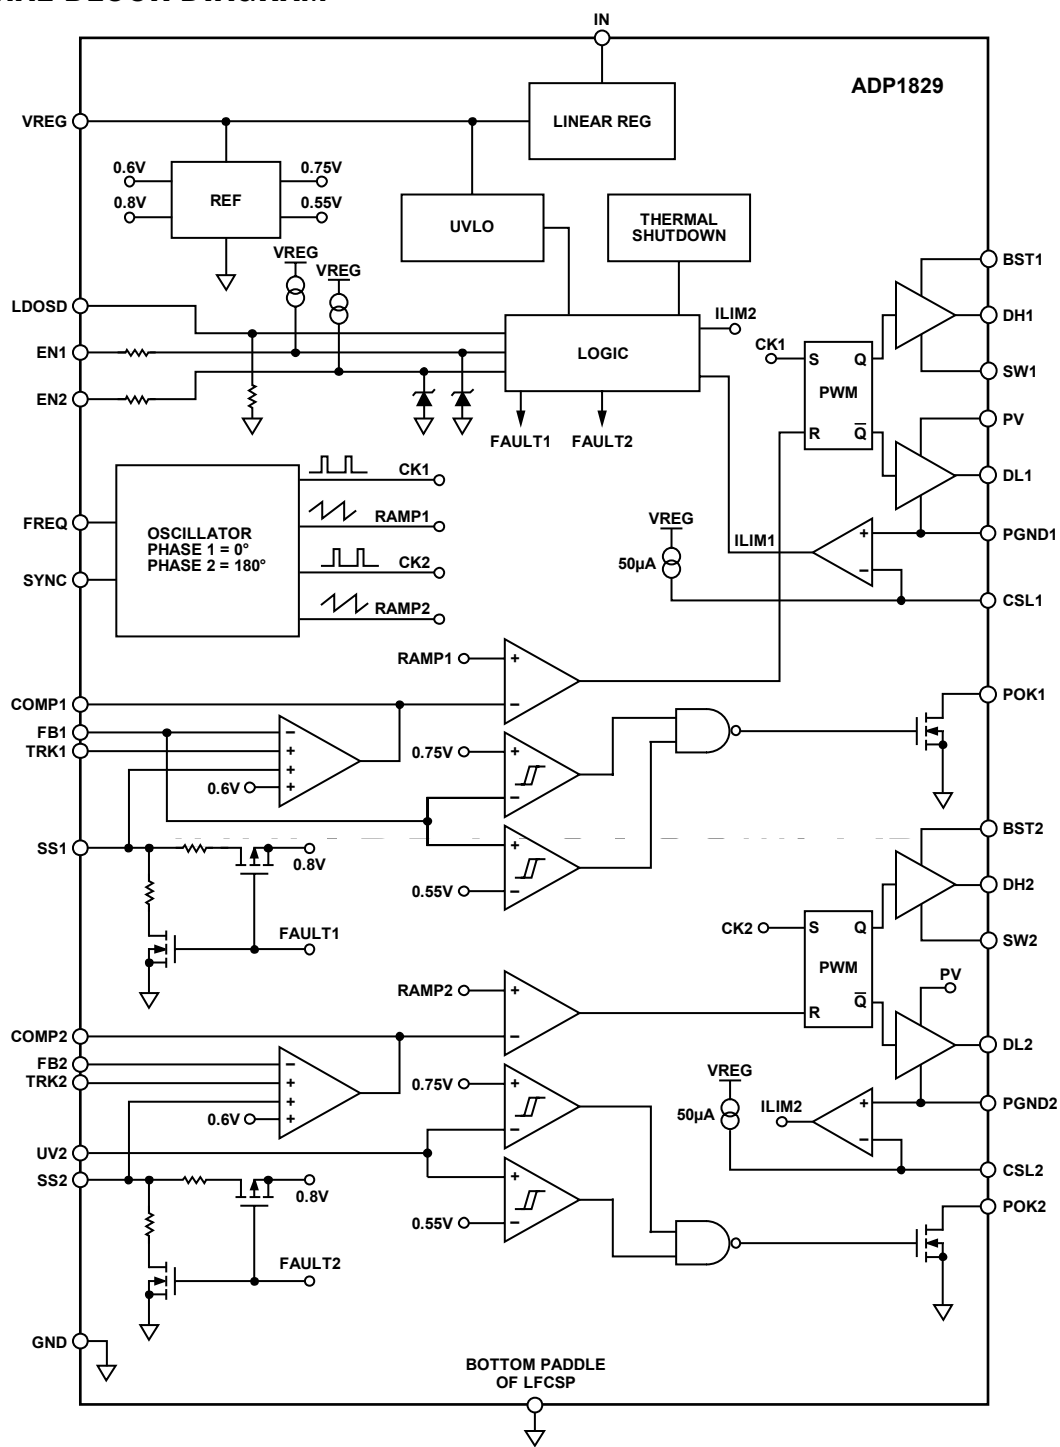 IN
ADP1829
VREG
LINEAR REG
0.6V
0.75V
REF
0.8V
0.55V
UVLO
THERMAL
SHUTDOWN
VREG
VREG
BST1
LDOSD
ILIM2
DH1
EN1
LOGIC
CK1
S
Q
SW1
EN2
PWM
PV
FAULT1
FAULT2
R
Q
CK1
DL1
FREQ
RAMP1
OSCILLATOR
PHASE 1 = 0°
PHASE 2 = 180°
VREG
ILIM1
+
PGND1
CK2
50µA
−
SYNC
RAMP2
CSL1
RAMP1
+
COMP1
−
POK1
FB1
−
TRK1
+
0.75V
+
+
0.6V
+
−
SS1
+
BST2
0.8V
0.55V
−
DH2
FAULT1
CK2
S
Q
SW2
PWM
PV
RAMP2
+
R
Q
COMP2
−
DL2
FB2
−
TRK2
+
0.75V
+
VREG
+
0.6V
+
50µA
ILIM2
+
PGND2
−
−
UV2
SS2
+
CSL2
0.8V
POK2
0.55V
−
FAULT2
GND
BOTTOM PADDLE
OF LFCSP